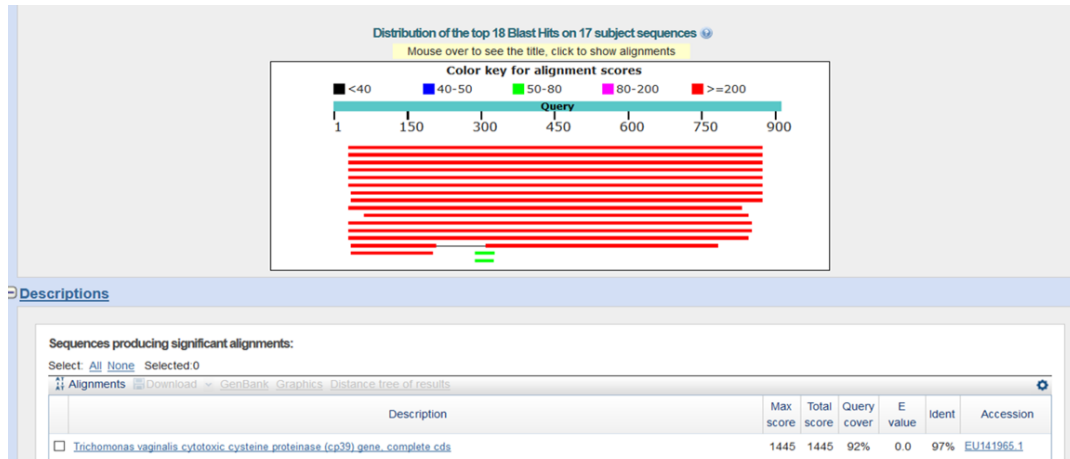 Distribution of the top 18 Blast Hits on 17 subject sequences
Mouse over to see the title, click to show alignments
Color key for alignment scores
<40 40-50 50-80 80-200 >=200
Query
1 150 300 450 600 750 900
Descriptions
Sequences producing significant alignments:
Select: All None Selected:0
Alignments Download GenBank Graphics Distance tree of results
Description Max score Total score Query cover E value Ident Accession
Trichomonas vaginalis cytotoxic cysteine proteinase (cp39) gene, complete cds 1445 1445 92% 0.0 97% EU141965.1